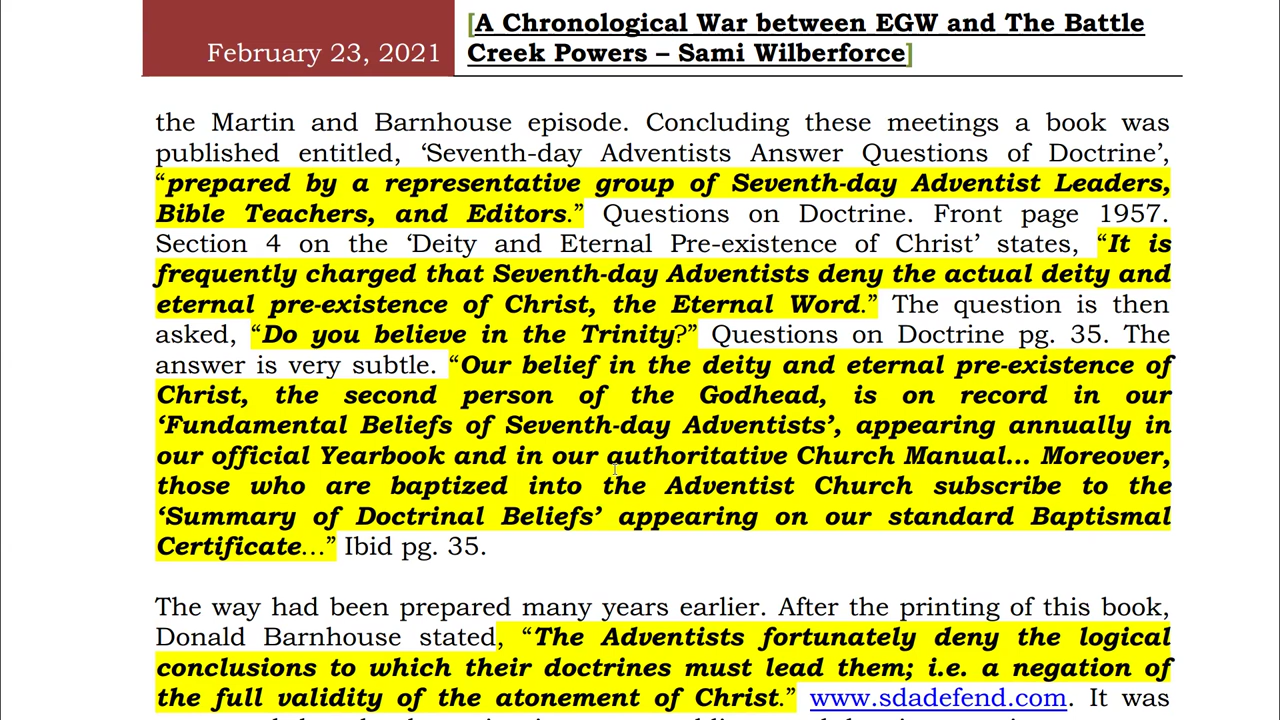 February 23, 2021
[A Chronological War between EGW and The Battle
Creek Powers – Sami Wilberforce]
the Martin and Barnhouse episode. Concluding these meetings a book was
published entitled, ‘Seventh-day Adventists Answer Questions of Doctrine’,
“prepared by a representative group of Seventh-day Adventist Leaders,
Bible Teachers, and Editors.” Questions on Doctrine. Front page 1957.
Section 4 on the ‘Deity and Eternal Pre-existence of Christ’ states, “It is
frequently charged that Seventh-day Adventists deny the actual deity and
eternal pre-existence of Christ, the Eternal Word.” The question is then
asked, “Do you believe in the Trinity?” Questions on Doctrine pg. 35. The
answer is very subtle. “Our belief in the deity and eternal pre-existence of
Christ, the second person of the Godhead, is on record in our
‘Fundamental Beliefs of Seventh-day Adventists’, appearing annually in
our official Yearbook and in our authoritative Church Manual… Moreover,
those who are baptized into the Adventist Church subscribe to the
‘Summary of Doctrinal Beliefs’ appearing on our standard Baptismal
Certificate…” Ibid pg. 35.
The way had been prepared many years earlier. After the printing of this book,
Donald Barnhouse stated, “The Adventists fortunately deny the logical
conclusions to which their doctrines must lead them; i.e. a negation of
the full validity of the atonement of Christ.” www.sdadefend.com. It was